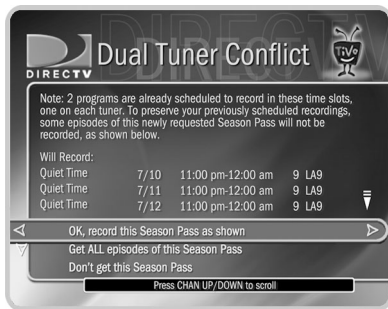 DIRECTV
Dual Tuner Conflict
TiVo
Note: 2 programs are already scheduled to record in these time slots,
one on each tuner. To preserve your previously scheduled recordings,
some episodes of this newly requested Season Pass will not be
recorded, as shown below.
Will Record:
Quiet Time 7/10 11:00 pm-12:00 am 9 LA9
Quiet Time 7/11 11:00 pm-12:00 am 9 LA9
Quiet Time 7/12 11:00 pm-12:00 am 9 LA9
OK, record this Season Pass as shown
Get ALL episodes of this Season Pass
Don't get this Season Pass
Press CHAN UP/DOWN to scroll